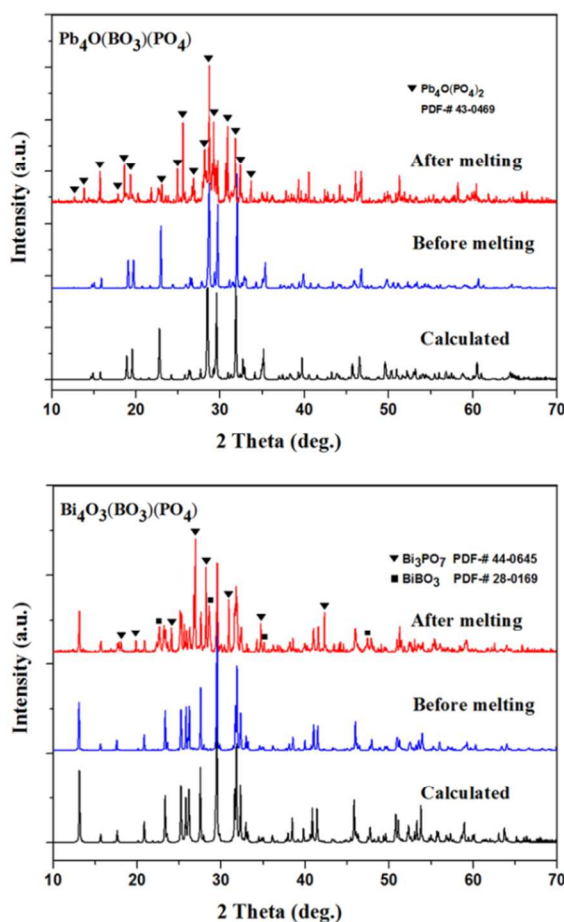 Pb₄O(BO₃)(PO₄)
▼ Pb₄O(PO₄)₂
PDF-# 43-0469
After melting
Before melting
Calculated
Intensity (a.u.)
10 20 30 40 50 60 70
2 Theta (deg.)
Bi₄O₃(BO₃)(PO₄)
▼ Bi₃PO₇ PDF-# 44-0645
■ BiBO₃ PDF-# 28-0169
After melting
Before melting
Calculated
Intensity (a.u.)
10 20 30 40 50 60 70
2 Theta (deg.)